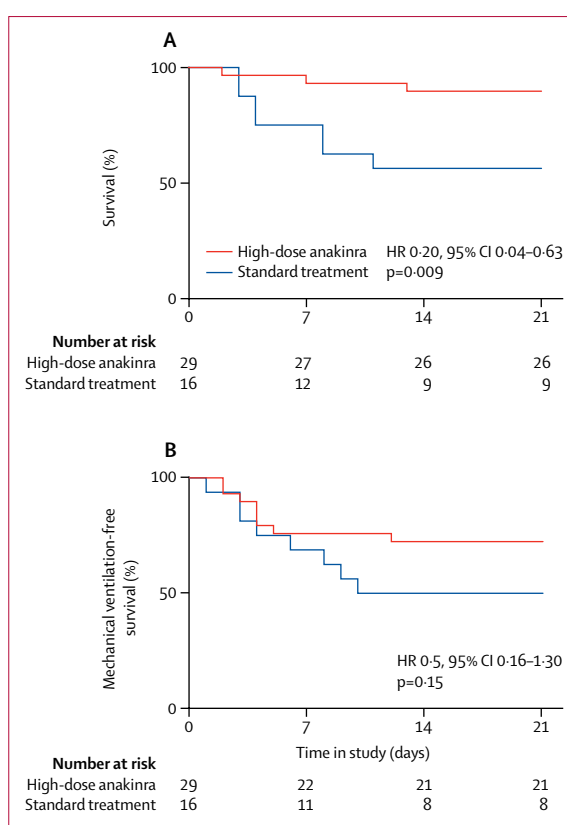 A
100
50
0
Survival (%)
High-dose anakinra
Standard treatment
HR 0·20, 95% CI 0·04–0·63
p=0·009
0 7 14 21
Number at risk
High-dose anakinra 29 27 26 26
Standard treatment 16 12 9 9
B
100
50
0
Mechanical ventilation-free
survival (%)
HR 0·5, 95% CI 0·16–1·30
p=0·15
0 7 14 21
Time in study (days)
Number at risk
High-dose anakinra 29 22 21 21
Standard treatment 16 11 8 8